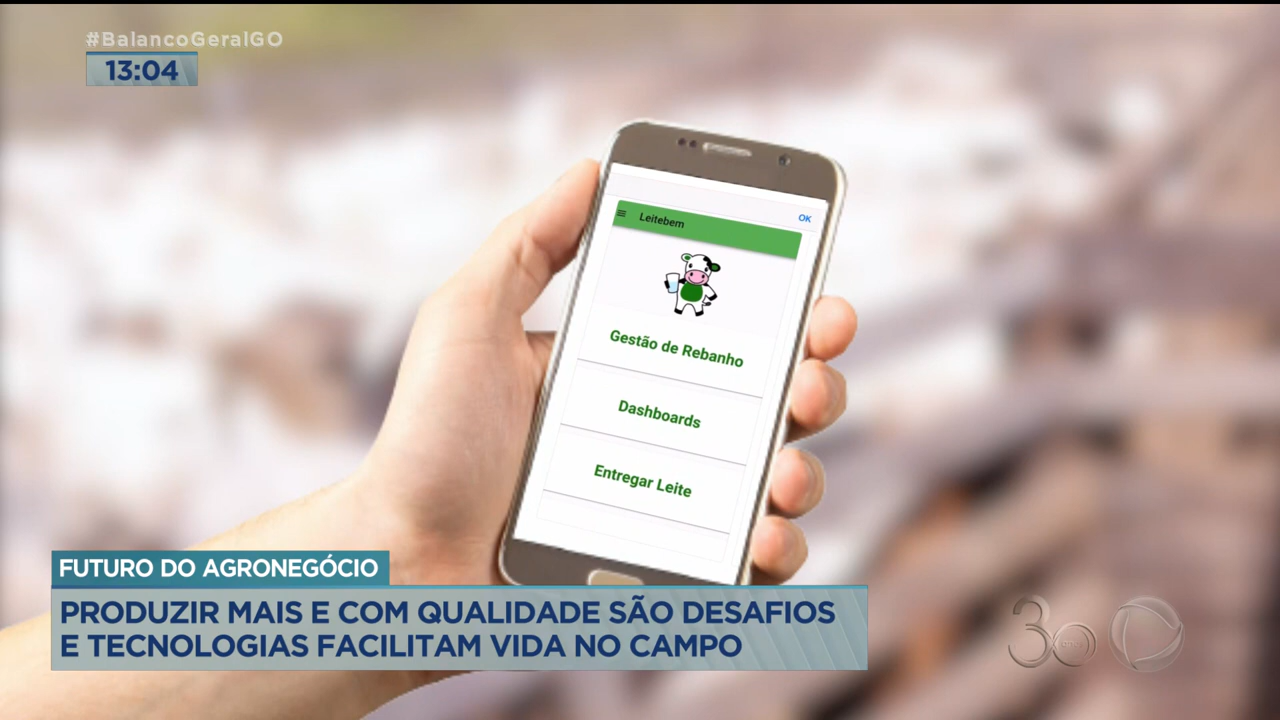 #BalancoGeralGO
13:04
OK
Leitebem
Gestão de Rebanho
Dashboards
Entregar Leite
FUTURO DO AGRONEGÓCIO
PRODUZIR MAIS E COM QUALIDADE SÃO DESAFIOS
E TECNOLOGIAS FACILITAM VIDA NO CAMPO
30